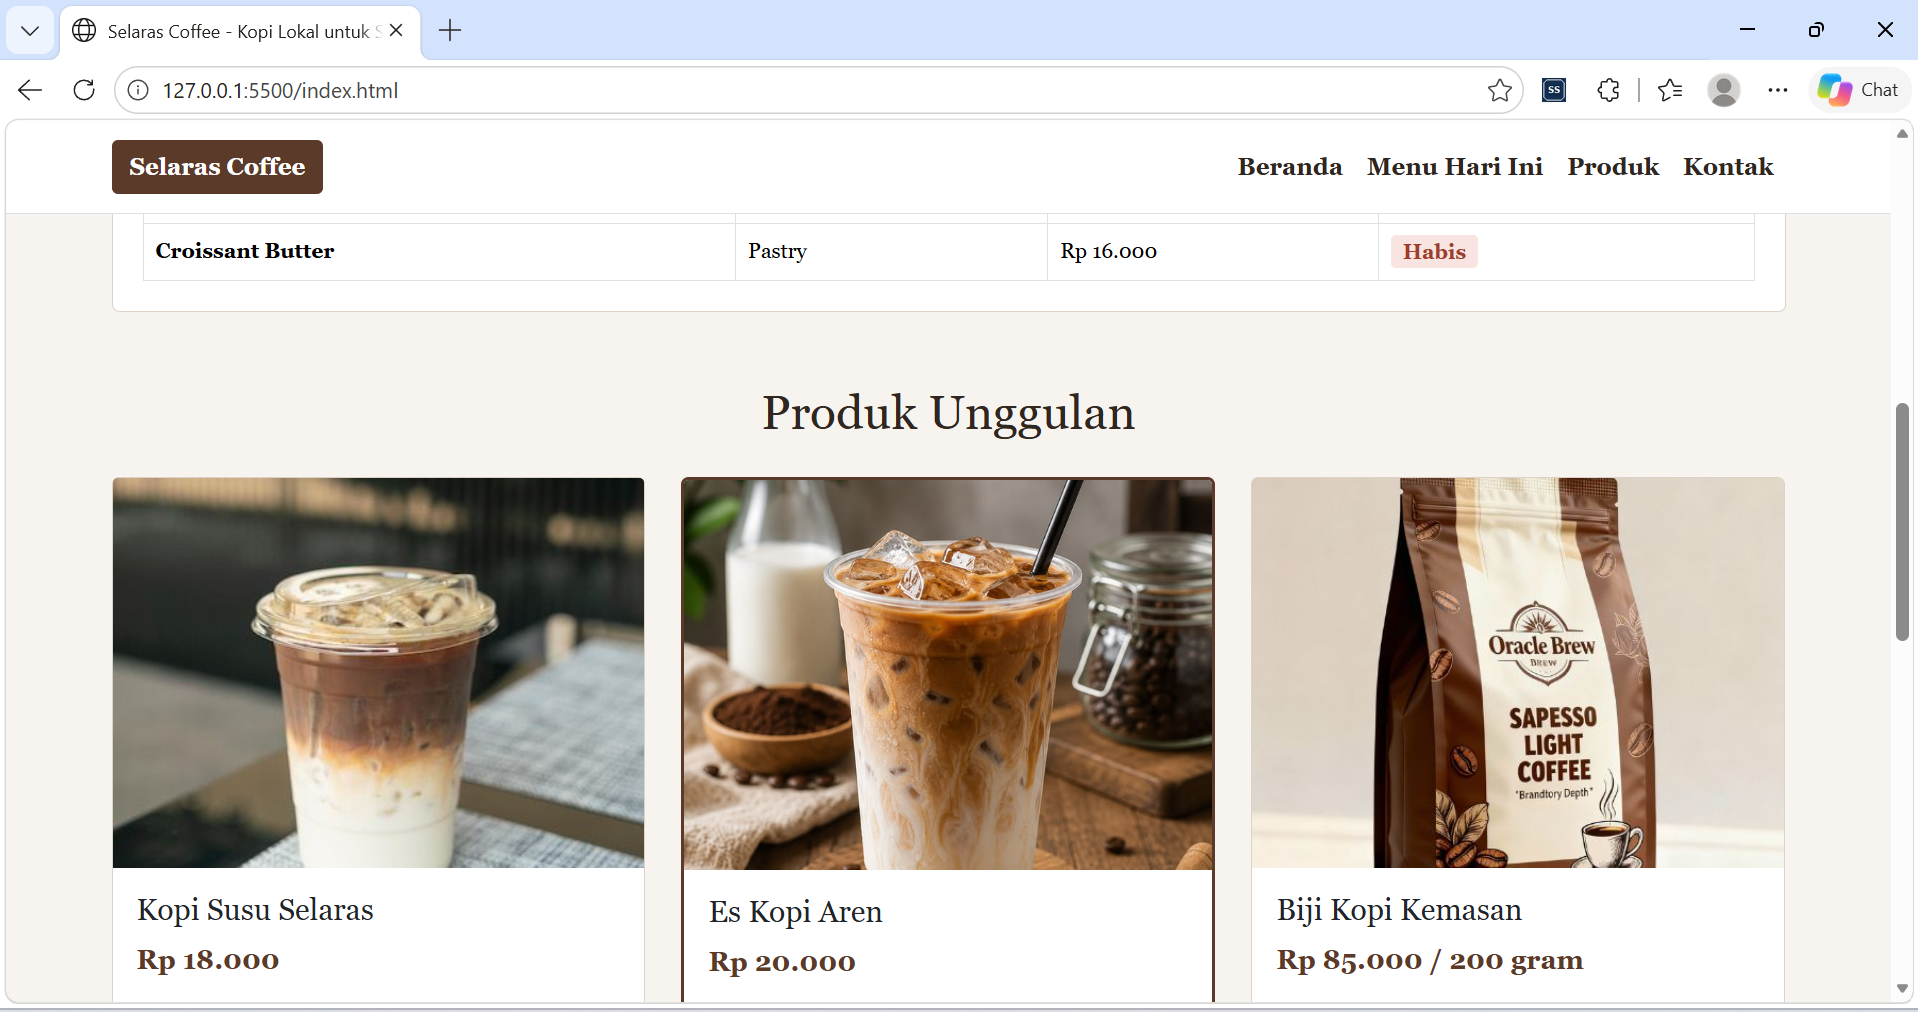 Selaras Coffee - Kopi Lokal untuk S
127.0.0.1:5500/index.html
SS
Chat
Selaras Coffee
Beranda Menu Hari Ini Produk Kontak
Croissant Butter Pastry Rp 16.000 Habis
Produk Unggulan
Oracle Brew
BREW
SAPESSO
LIGHT
COFFEE
"Brandtory Depth"
Kopi Susu Selaras
Rp 18.000
Es Kopi Aren
Rp 20.000
Biji Kopi Kemasan
Rp 85.000 / 200 gram